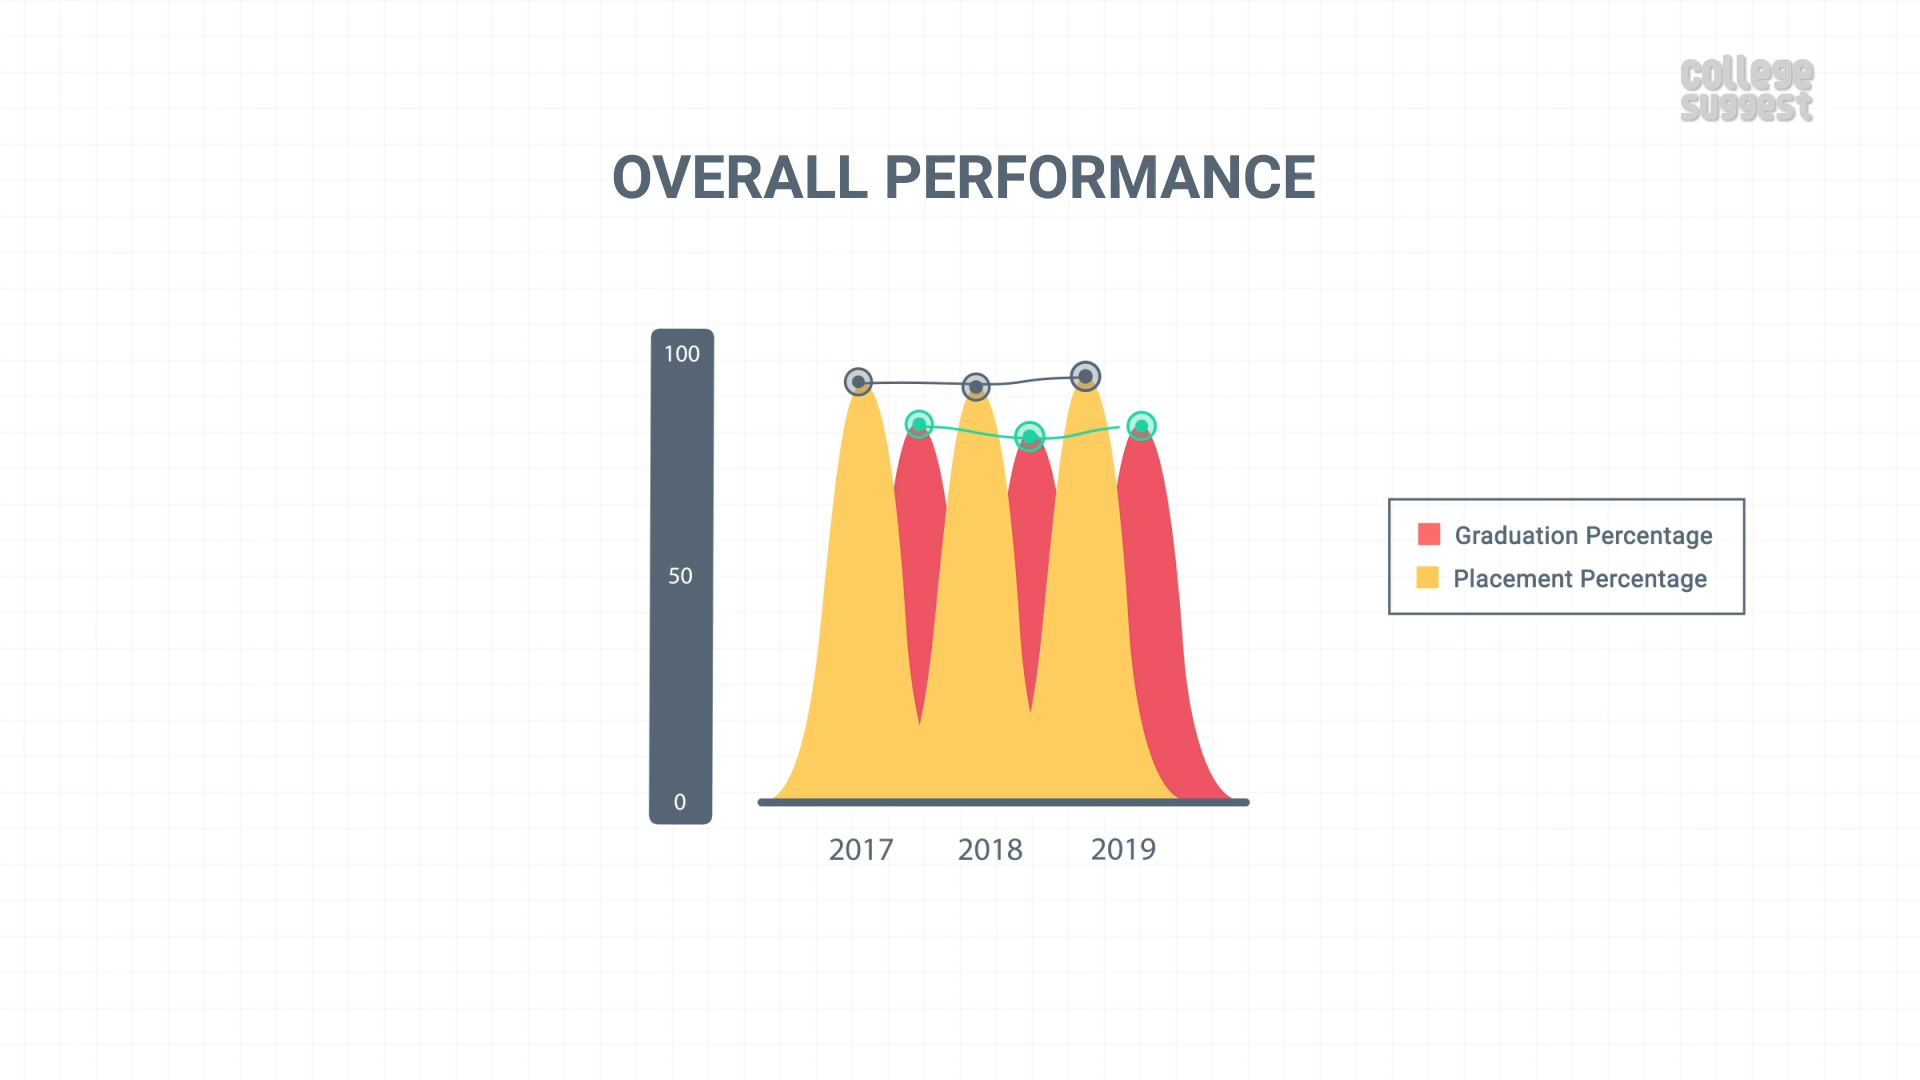 college
suggest
OVERALL PERFORMANCE
100
50
0
2017 2018 2019
Graduation Percentage
Placement Percentage